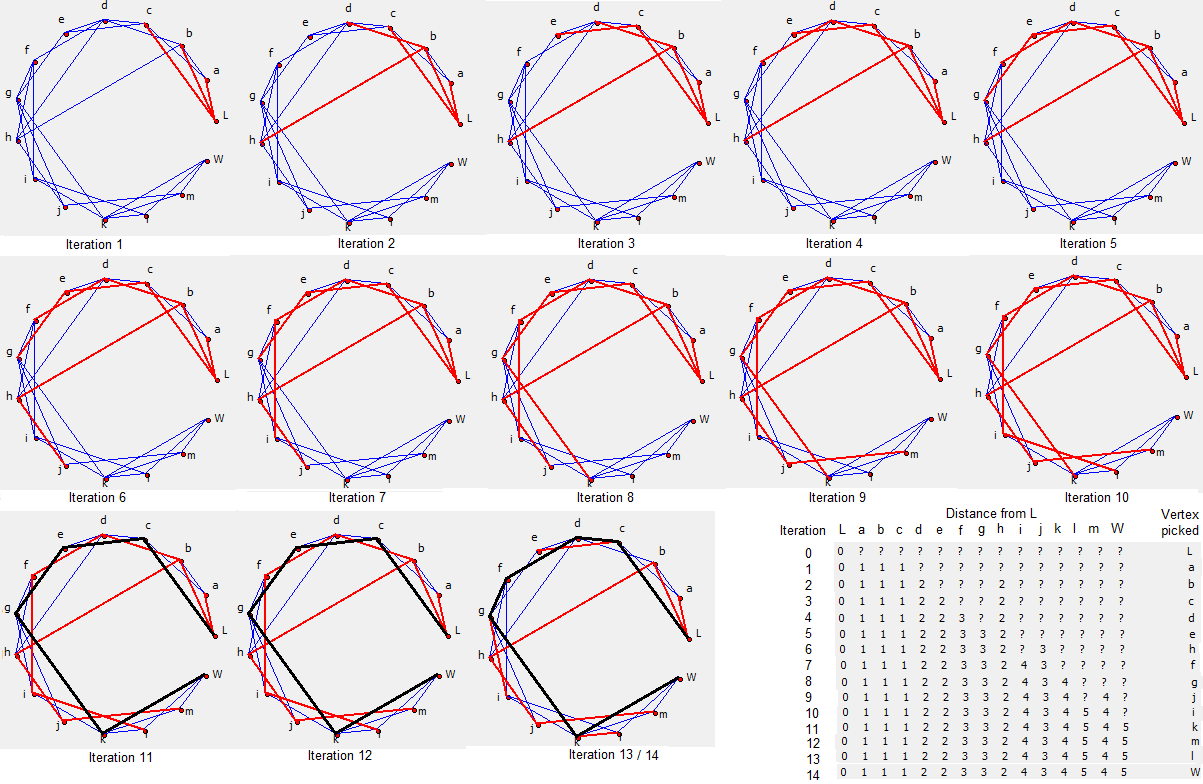 d c e b f a g L h W i m j k l
Iteration 1
d c e b f a g L h W i m j k l
Iteration 2
d c e b f a g L h W i m j k l
Iteration 3
d c e b f a g L h W i m j k l
Iteration 4
d c e b f a g L h W i m j k l
Iteration 5
d c e b f a g L h W i m j k l
Iteration 6
d c e b f a g L h W i m j k l
Iteration 7
d c e b f a g L h W i m j k l
Iteration 8
d c e b f a g L h W i m j k l
Iteration 9
d c e b f a g L h W i m j k l
Iteration 10
d c e b f a g L h W i m j k l
Iteration 11
d c e b f a g L h W i m j k l
Iteration 12
d c e b f a g L h W i m j k l
Iteration 13 / 14
Distance from L
Iteration L a b c d e f g h i j k l m W Vertex picked
0 0 ? ? ? ? ? ? ? ? ? ? ? ? ? ? L
1 0 1 1 1 ? ? ? ? ? ? ? ? ? ? ? a
2 0 1 1 1 2 ? ? ? 2 ? ? ? ? ? ? b
3 0 1 1 1 2 2 ? ? 2 ? ? ? ? ? ? c
4 0 1 1 1 2 2 3 ? 2 ? ? ? ? ? ? d
5 0 1 1 1 2 2 3 3 2 ? ? ? ? ? ? e
6 0 1 1 1 2 2 3 3 2 ? 3 ? ? ? ? h
7 0 1 1 1 2 2 3 3 2 4 3 ? ? ? ? f
8 0 1 1 1 2 2 3 3 2 4 3 4 ? ? ? g
9 0 1 1 1 2 2 3 3 2 4 3 4 ? 4 ? j
10 0 1 1 1 2 2 3 3 2 4 3 4 5 4 ? i
11 0 1 1 1 2 2 3 3 2 4 3 4 5 4 5 k
12 0 1 1 1 2 2 3 3 2 4 3 4 5 4 5 m
13 0 1 1 1 2 2 3 3 2 4 3 4 5 4 5 l
14 0 1 1 1 2 2 3 3 2 4 3 4 5 4 5 W